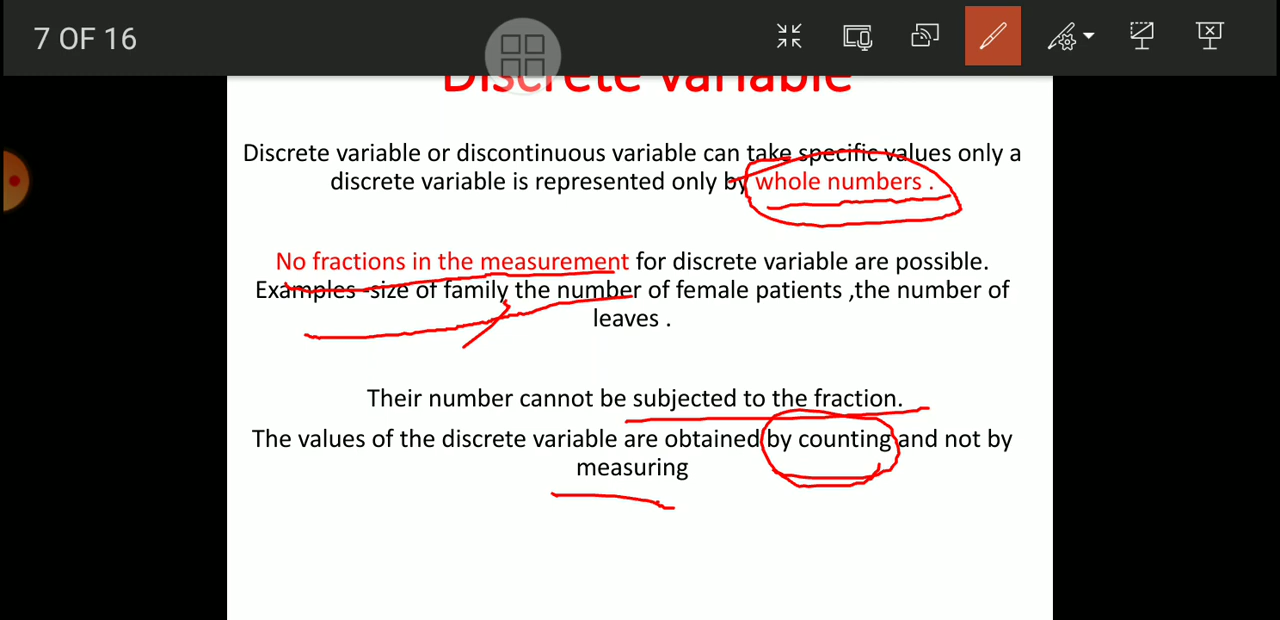 7 OF 16
Discrete variable
Discrete variable or discontinuous variable can take specific values only a
discrete variable is represented only by whole numbers .
No fractions in the measurement for discrete variable are possible.
Examples -size of family the number of female patients ,the number of
leaves .
Their number cannot be subjected to the fraction.
The values of the discrete variable are obtained by counting and not by
measuring